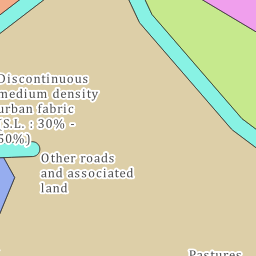 Discontinuous
medium density
urban fabric
(S.L. : 30% -
50%)
Other roads
and associated
land
Pastures